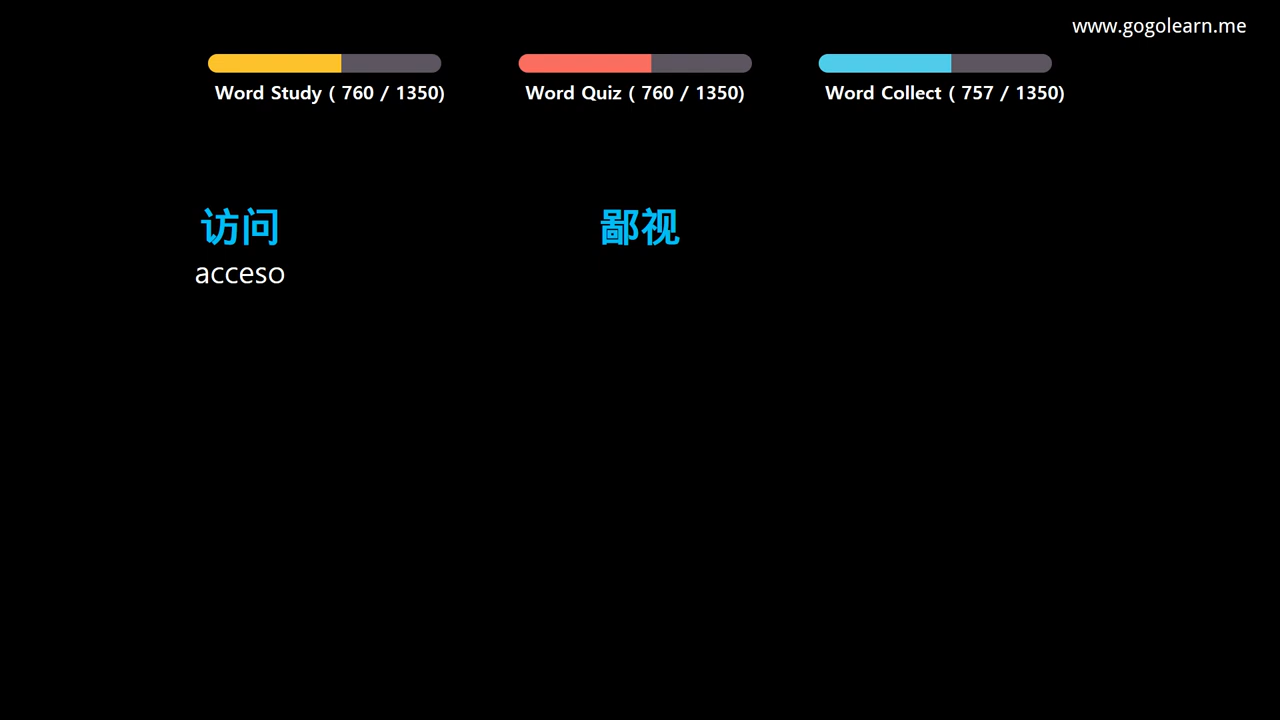 www.gogolearn.me
Word Study ( 760 / 1350)
Word Quiz ( 760 / 1350)
Word Collect ( 757 / 1350)
访问
acceso
鄙视